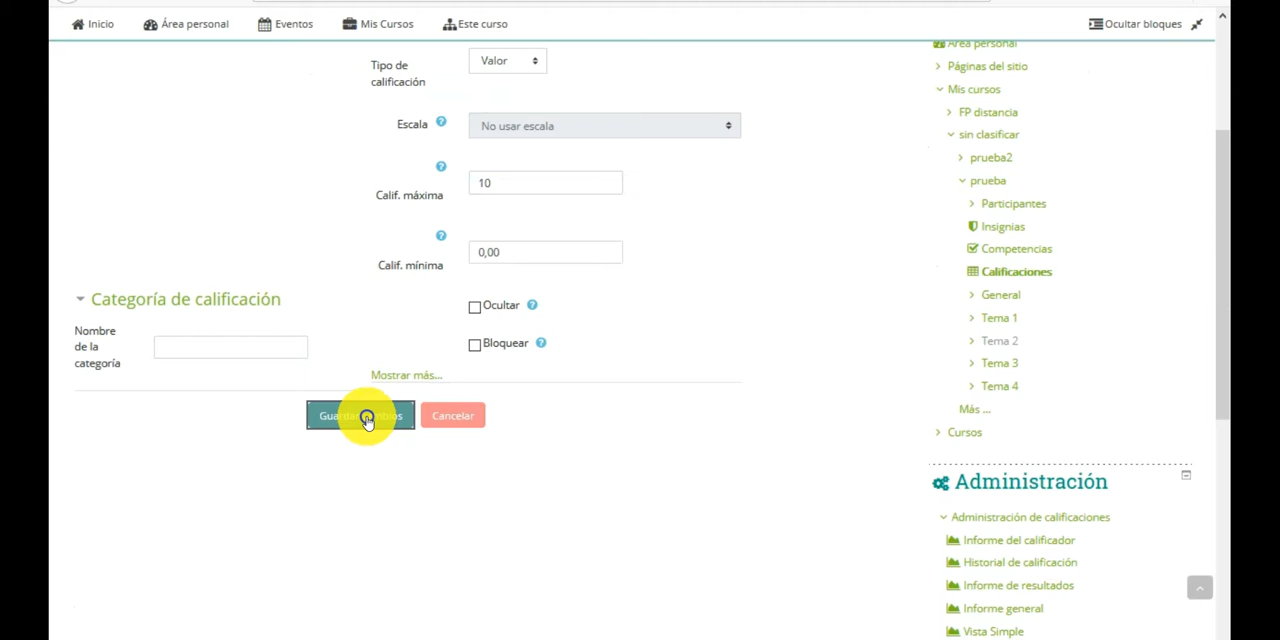 Inicio
Área personal
Eventos
Mis Cursos
Este curso
Ocultar bloques
Tipo de
calificación
Valor
Escala
No usar escala
Calif. máxima
10
Calif. mínima
0,00
Categoría de calificación
Ocultar
Nombre
de la
categoría
Bloquear
Mostrar más...
Guardar cambios
Cancelar
Área personal
Páginas del sitio
Mis cursos
FP distancia
sin clasificar
prueba2
prueba
Participantes
Insignias
Competencias
Calificaciones
General
Tema 1
Tema 2
Tema 3
Tema 4
Más ...
Cursos
Administración
Administración de calificaciones
Informe del calificador
Historial de calificación
Informe de resultados
Informe general
Vista Simple